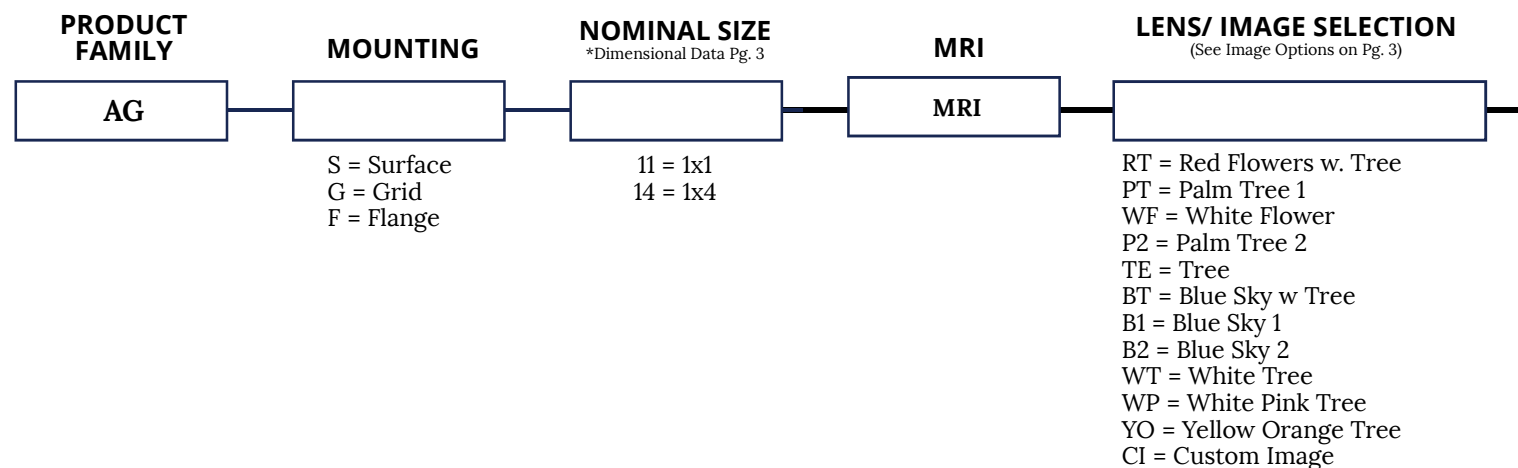 PRODUCT
FAMILY
AG
MOUNTING
S = Surface
G = Grid
F = Flange
NOMINAL SIZE
*Dimensional Data Pg. 3
11 = 1x1
14 = 1x4
MRI
MRI
LENS/ IMAGE SELECTION
(See Image Options on Pg. 3)
RT = Red Flowers w. Tree
PT = Palm Tree 1
WF = White Flower
P2 = Palm Tree 2
TE = Tree
BT = Blue Sky w Tree
B1 = Blue Sky 1
B2 = Blue Sky 2
WT = White Tree
WP = White Pink Tree
YO = Yellow Orange Tree
CI = Custom Image